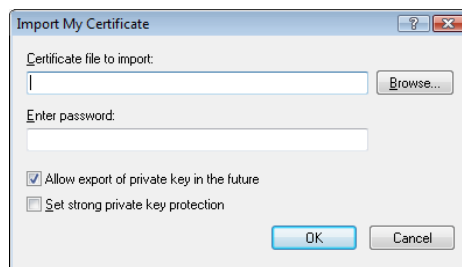 Import My Certificate
Certificate file to import:
Browse...
Enter password:
Allow export of private key in the future
Set strong private key protection
OK Cancel